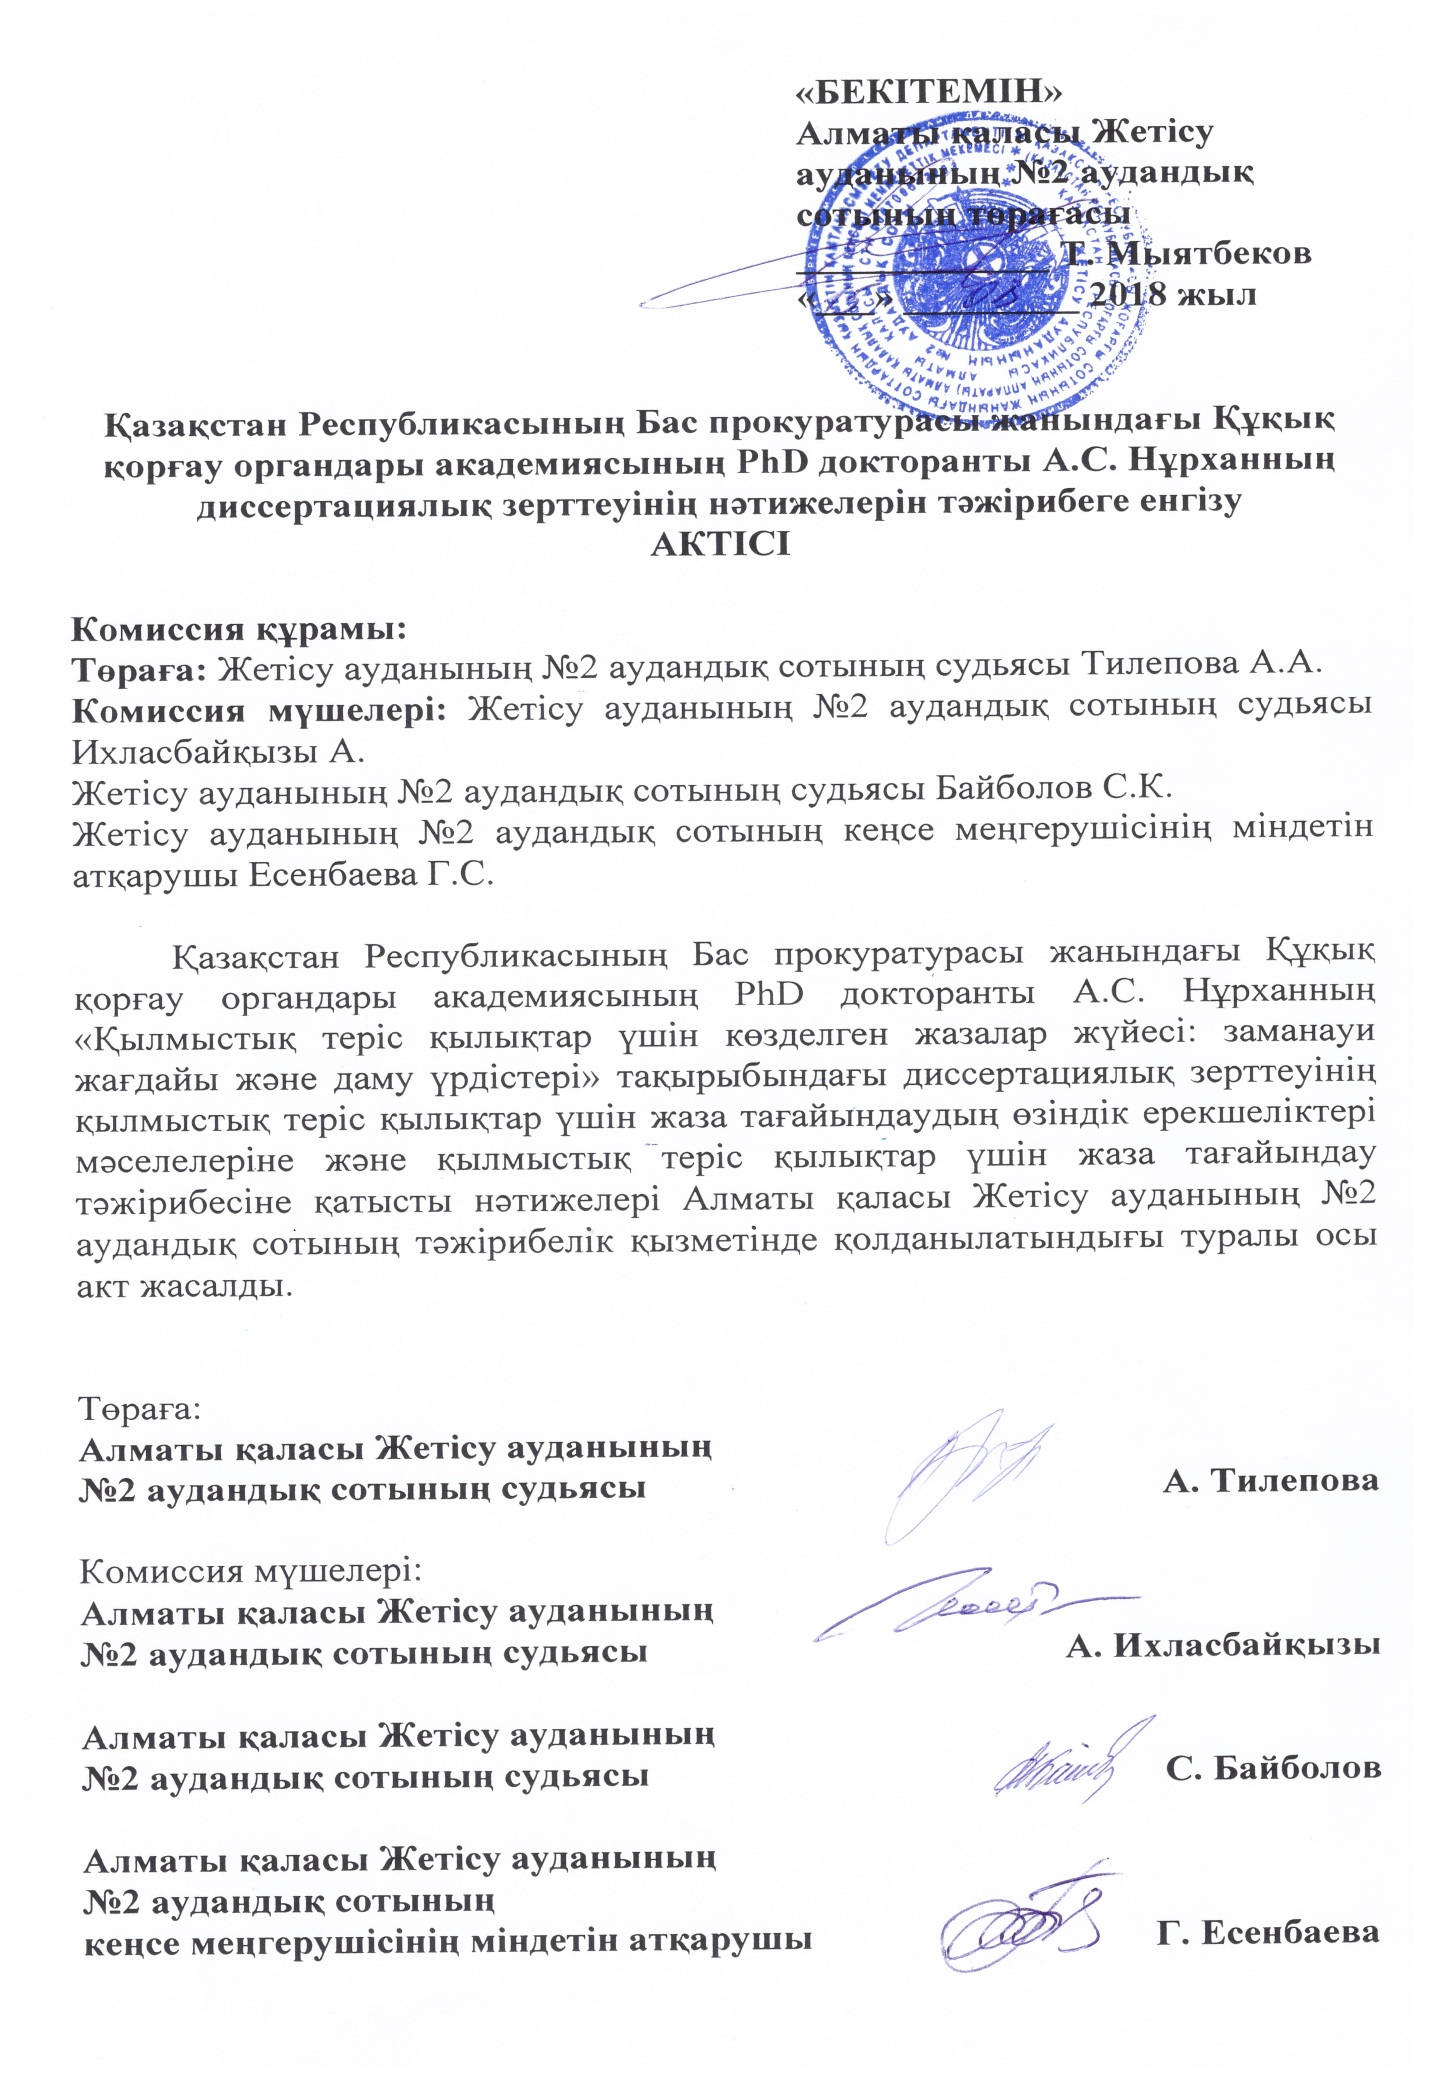 «БЕКІТЕМІН»
Алматы қаласы Жетісу
ауданының №2 аудандық
сотының төрағасы
______________ Т. Мыятбеков
«___» __________ 2018 жыл
Қазақстан Республикасының Бас прокуратурасы жанындағы Құқық
қорғау органдары академиясының PhD докторанты А.С. Нұрханның
диссертациялық зерттеуінің нәтижелерін тәжірибеге енгізу
АКТІСІ
Комиссия құрамы:
Төраға: Жетісу ауданының №2 аудандық сотының судьясы Тилепова А.А.
Комиссия мүшелері: Жетісу ауданының №2 аудандық сотының судьясы
Ихласбайқызы А.
Жетісу ауданының №2 аудандық сотының судьясы Байболов С.К.
Жетісу ауданының №2 аудандық сотының кеңсе меңгерушісінің міндетін
атқарушы Есенбаева Г.С.
Қазақстан Республикасының Бас прокуратурасы жанындағы Құқық
қорғау органдары академиясының PhD докторанты А.С. Нұрханның
«Қылмыстық теріс қылықтар үшін көзделген жазалар жүйесі: заманауи
жағдайы және даму үрдістері» тақырыбындағы диссертациялық зерттеуінің
қылмыстық теріс қылықтар үшін жаза тағайындаудың өзіндік ерекшеліктері
мәселелеріне және қылмыстық теріс қылықтар үшін жаза тағайындау
тәжірибесіне қатысты нәтижелері Алматы қаласы Жетісу ауданының №2
аудандық сотының тәжірибелік қызметінде қолданылатындығы туралы осы
акт жасалды.
Төраға:
Алматы қаласы Жетісу ауданының
№2 аудандық сотының судьясы А. Тилепова
Комиссия мүшелері:
Алматы қаласы Жетісу ауданының
№2 аудандық сотының судьясы А. Ихласбайқызы
Алматы қаласы Жетісу ауданының
№2 аудандық сотының судьясы С. Байболов
Алматы қаласы Жетісу ауданының
№2 аудандық сотының
кеңсе меңгерушісінің міндетін атқарушы Г. Есенбаева